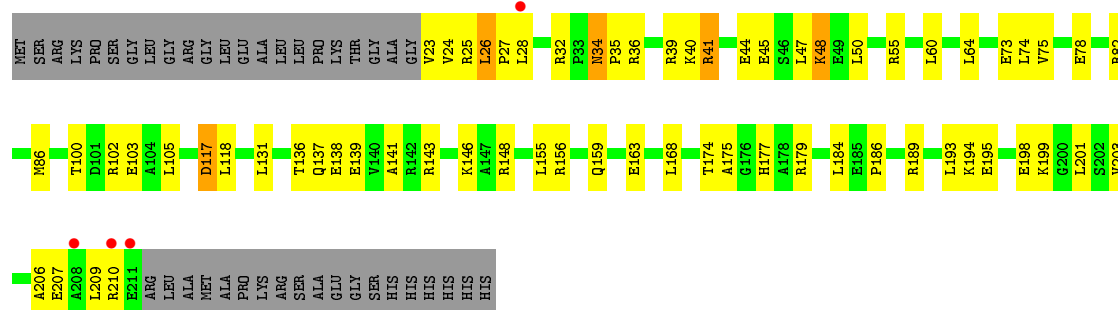 MET SER ARG LYS PRO SER GLY LEU GLY ARG GLY LEU LEU GLU ALA LEU LEU PRO LYS THR GLY ALA GLY V23 V24 R25 L26 P27 L28 R32 P33 N34 P35 R36 R39 K40 R41 E44 E45 S46 L47 K48 E49 L50 R55 L60 L64 E73 L74 V75 E78 R82
M86 T100 D101 R102 E103 A104 L105 D117 L118 L131 T136 Q137 E138 E139 V140 A141 R142 R143 K146 A147 R148 L155 R156 Q159 E163 L168 T174 A175 G176 H177 A178 R179 L184 E185 P186 R189 L193 K194 E195 E198 K199 G200 L201 S202 V203
A206 E207 A208 L209 R210 E211 ARG LEU ALA MET ALA PRO LYS ARG SER ALA GLU GLY SER HIS HIS HIS HIS HIS HIS